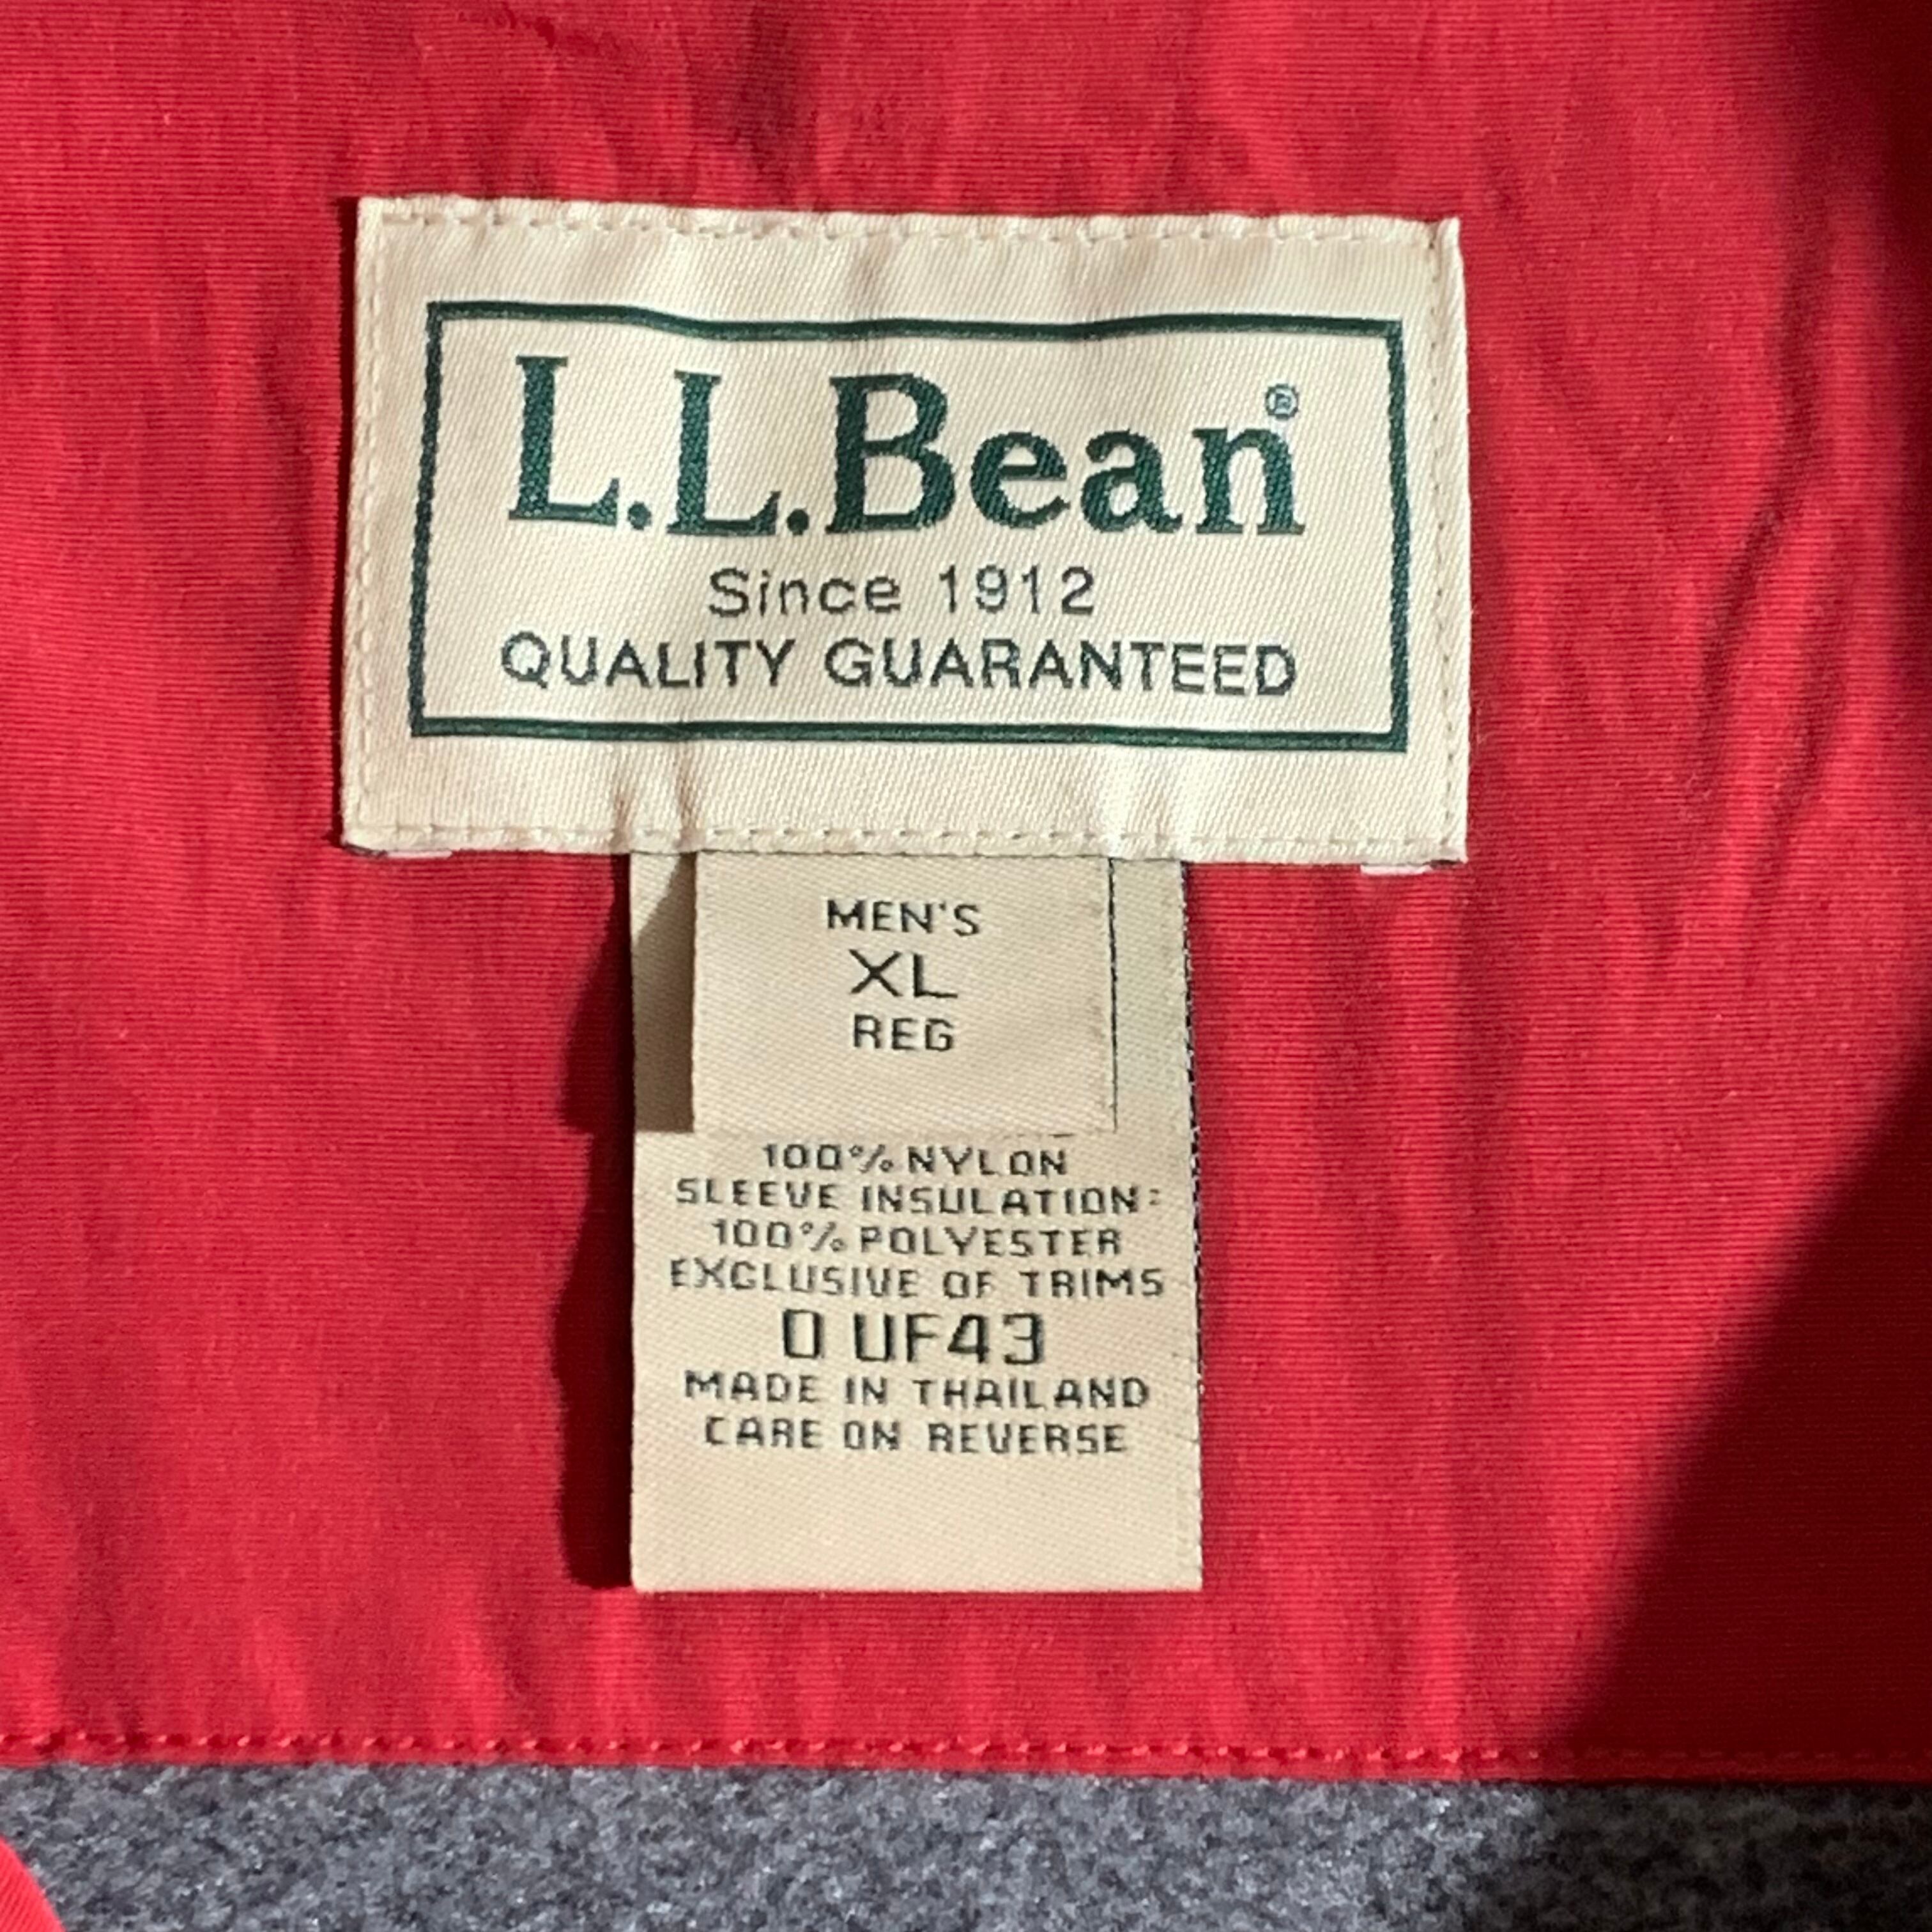 L.L.Bean®
Since 1912
QUALITY GUARANTEED
MEN'S
XL
REG
100% NYLON
SLEEVE INSULATION:
100% POLYESTER
EXCLUSIVE OF TRIMS
0 UF43
MADE IN THAILAND
CARE ON REVERSE